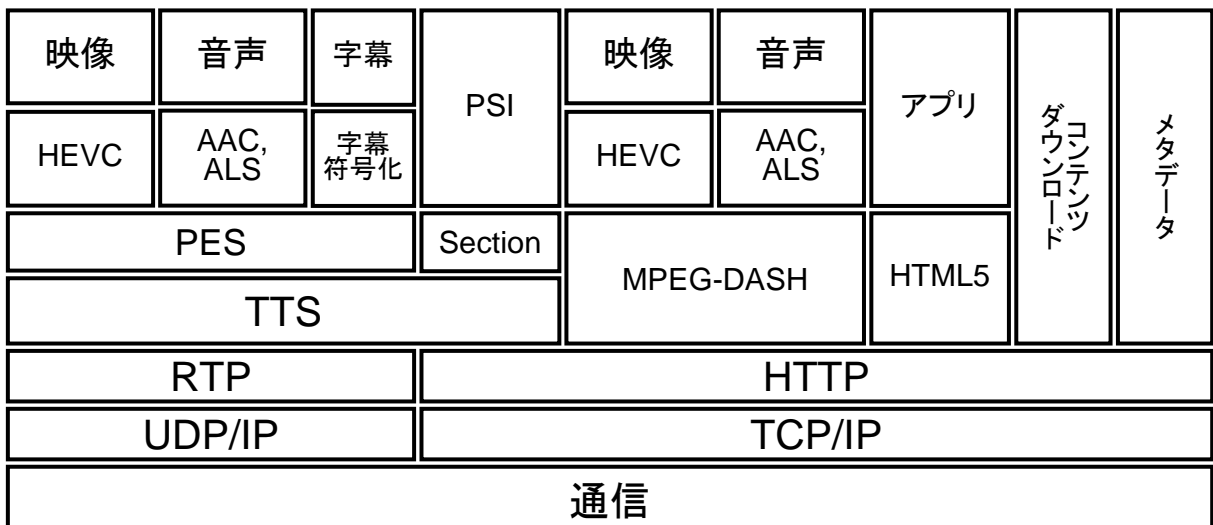 映像
音声
字幕
PSI
映像
音声
アプリ
コンテンツ
ダウンロード
メタデータ
HEVC
AAC,
ALS
字幕
符号化
HEVC
AAC,
ALS
PES
Section
MPEG-DASH
HTML5
TTS
RTP
HTTP
UDP/IP
TCP/IP
通信